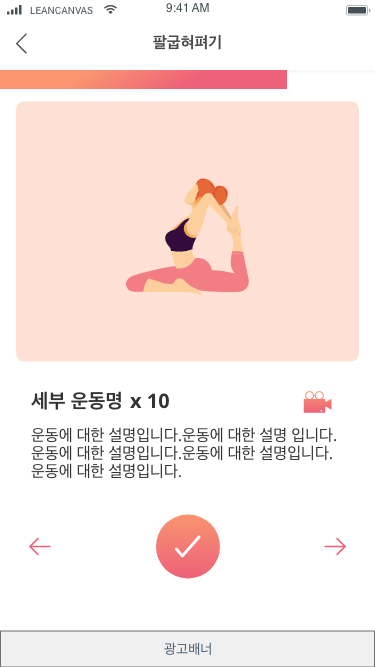 LEANCANVAS 9:41 AM
팔굽혀펴기
세부 운동명 x 10
운동에 대한 설명입니다.운동에 대한 설명 입니다.
운동에 대한 설명입니다.운동에 대한 설명입니다.
운동에 대한 설명입니다.
광고배너